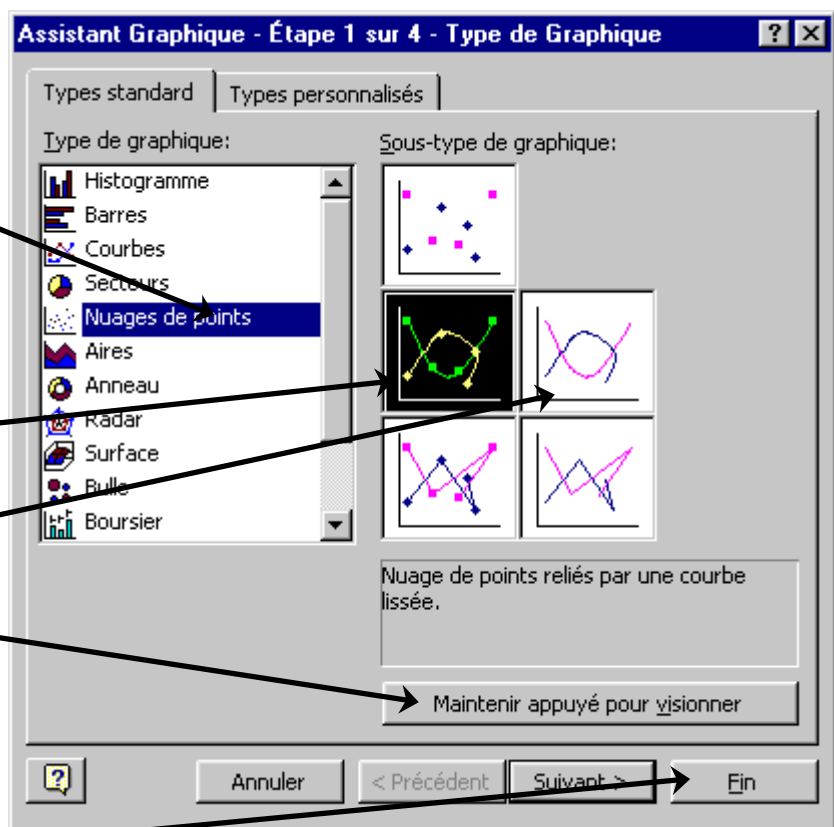 Assistant Graphique - Étape 1 sur 4 - Type de Graphique
Types standard
Types personnalisés
Type de graphique:
Histogramme
Barres
Courbes
Secteurs
Nuages de points
Aires
Anneau
Radar
Surface
Bulle
Boursier
Sous-type de graphique:
Nuage de points reliés par une courbe
lissée.
Maintenir appuyé pour visionner
Annuler
< Précédent
Suivant >
Fin